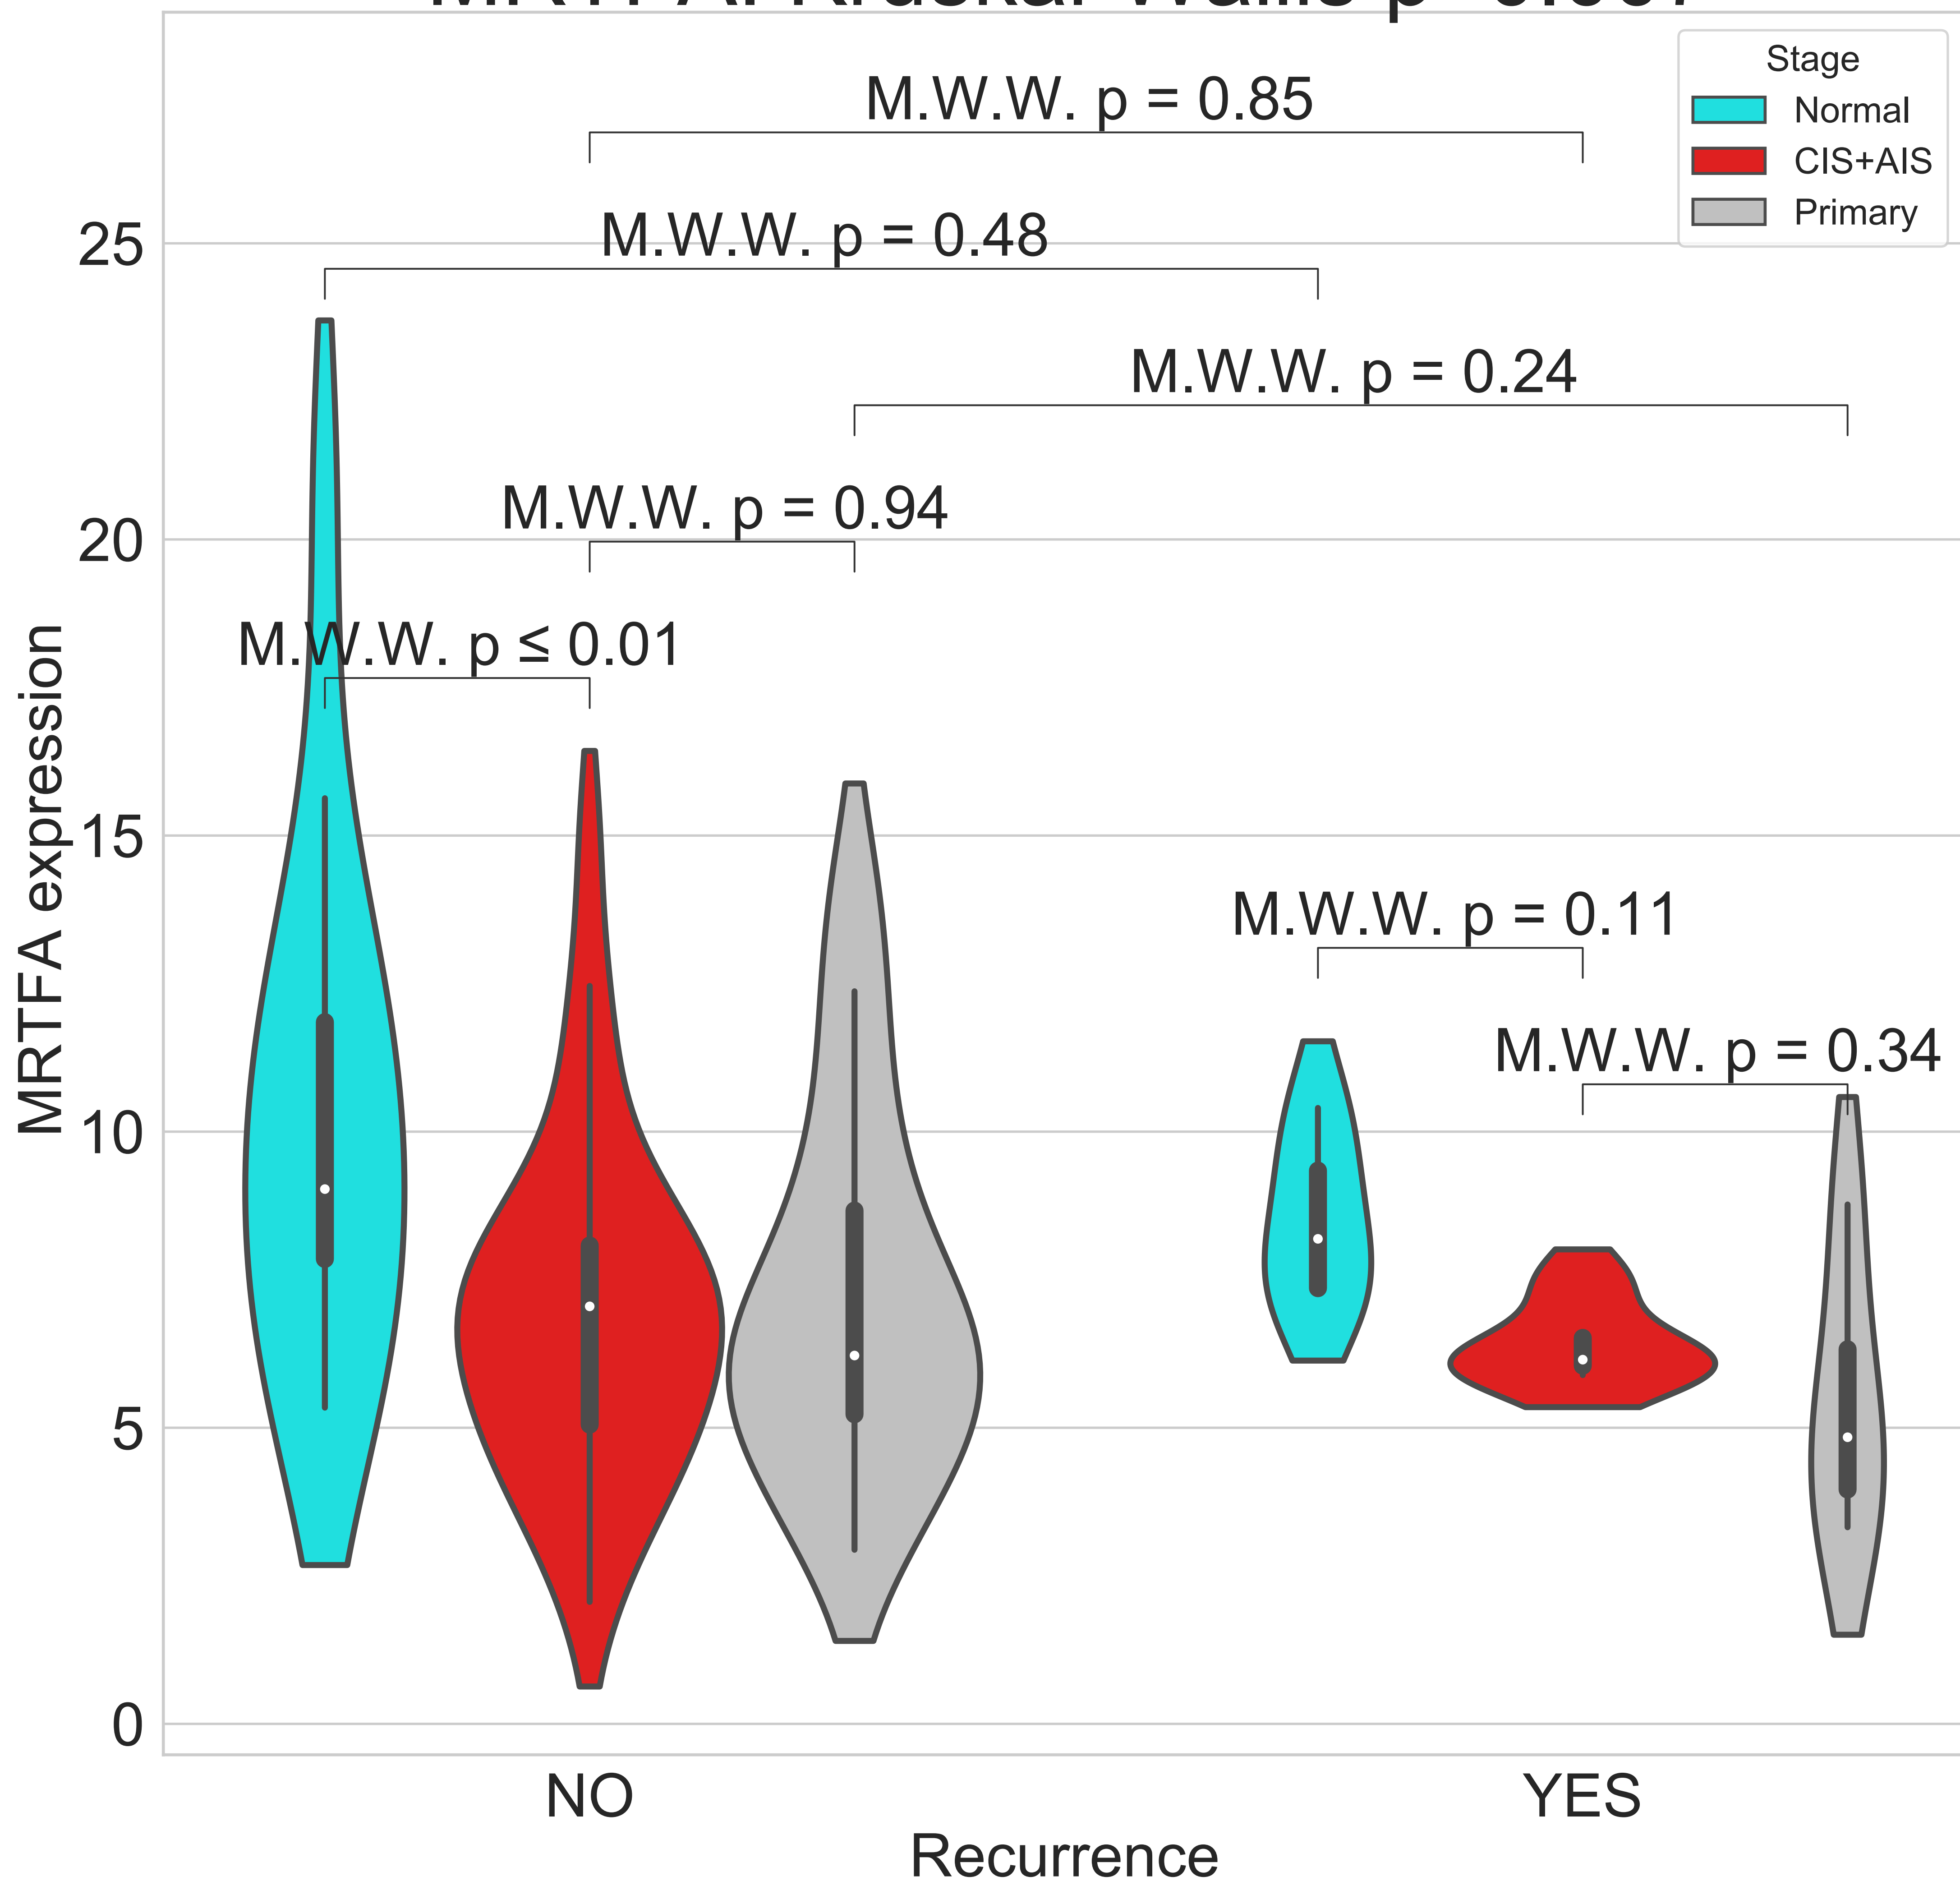 Stage
Normal
CIS+AIS
Primary
M.W.W. p = 0.85
M.W.W. p = 0.48
M.W.W. p = 0.24
M.W.W. p = 0.94
M.W.W. p ≤ 0.01
M.W.W. p = 0.11
M.W.W. p = 0.34
MRTFA expression
25
20
15
10
5
0
NO
YES
Recurrence